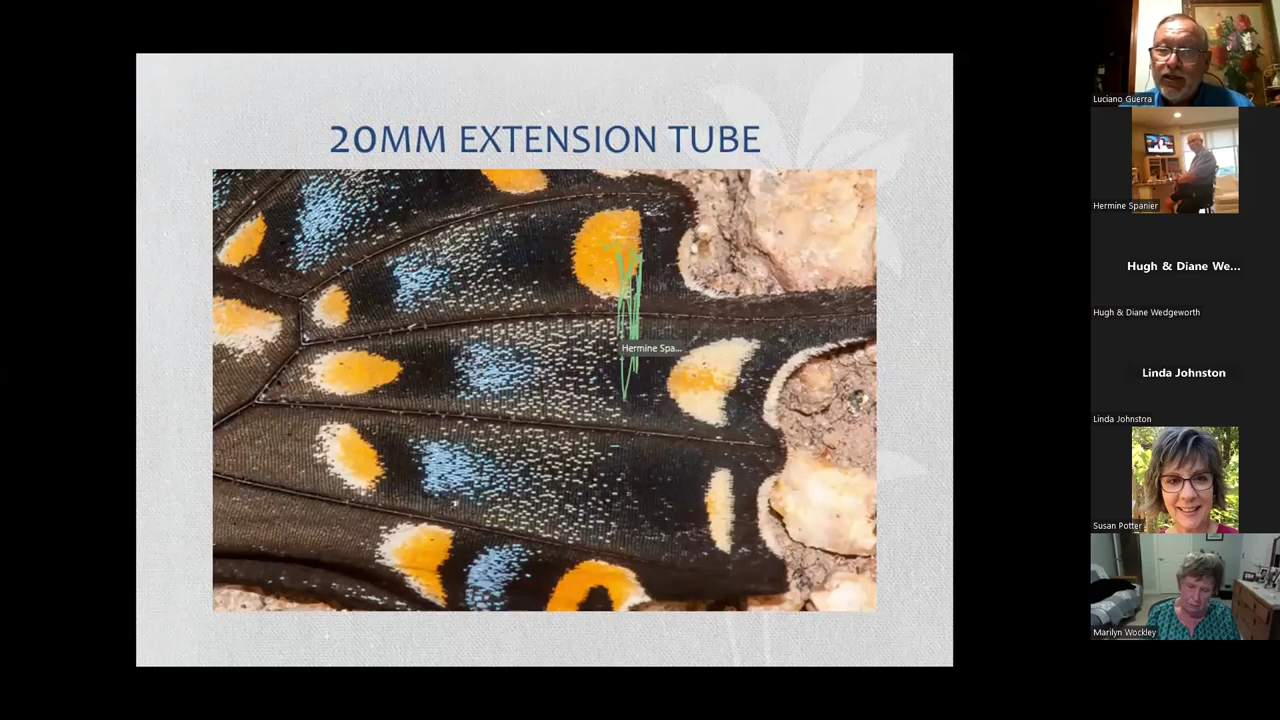 20MM EXTENSION TUBE
Hermine Spa...
Luciano Guerra
Hermine Spanier
Hugh & Diane We...
Hugh & Diane Wedgeworth
Linda Johnston
Linda Johnston
Susan Potter
Marilyn Wockley